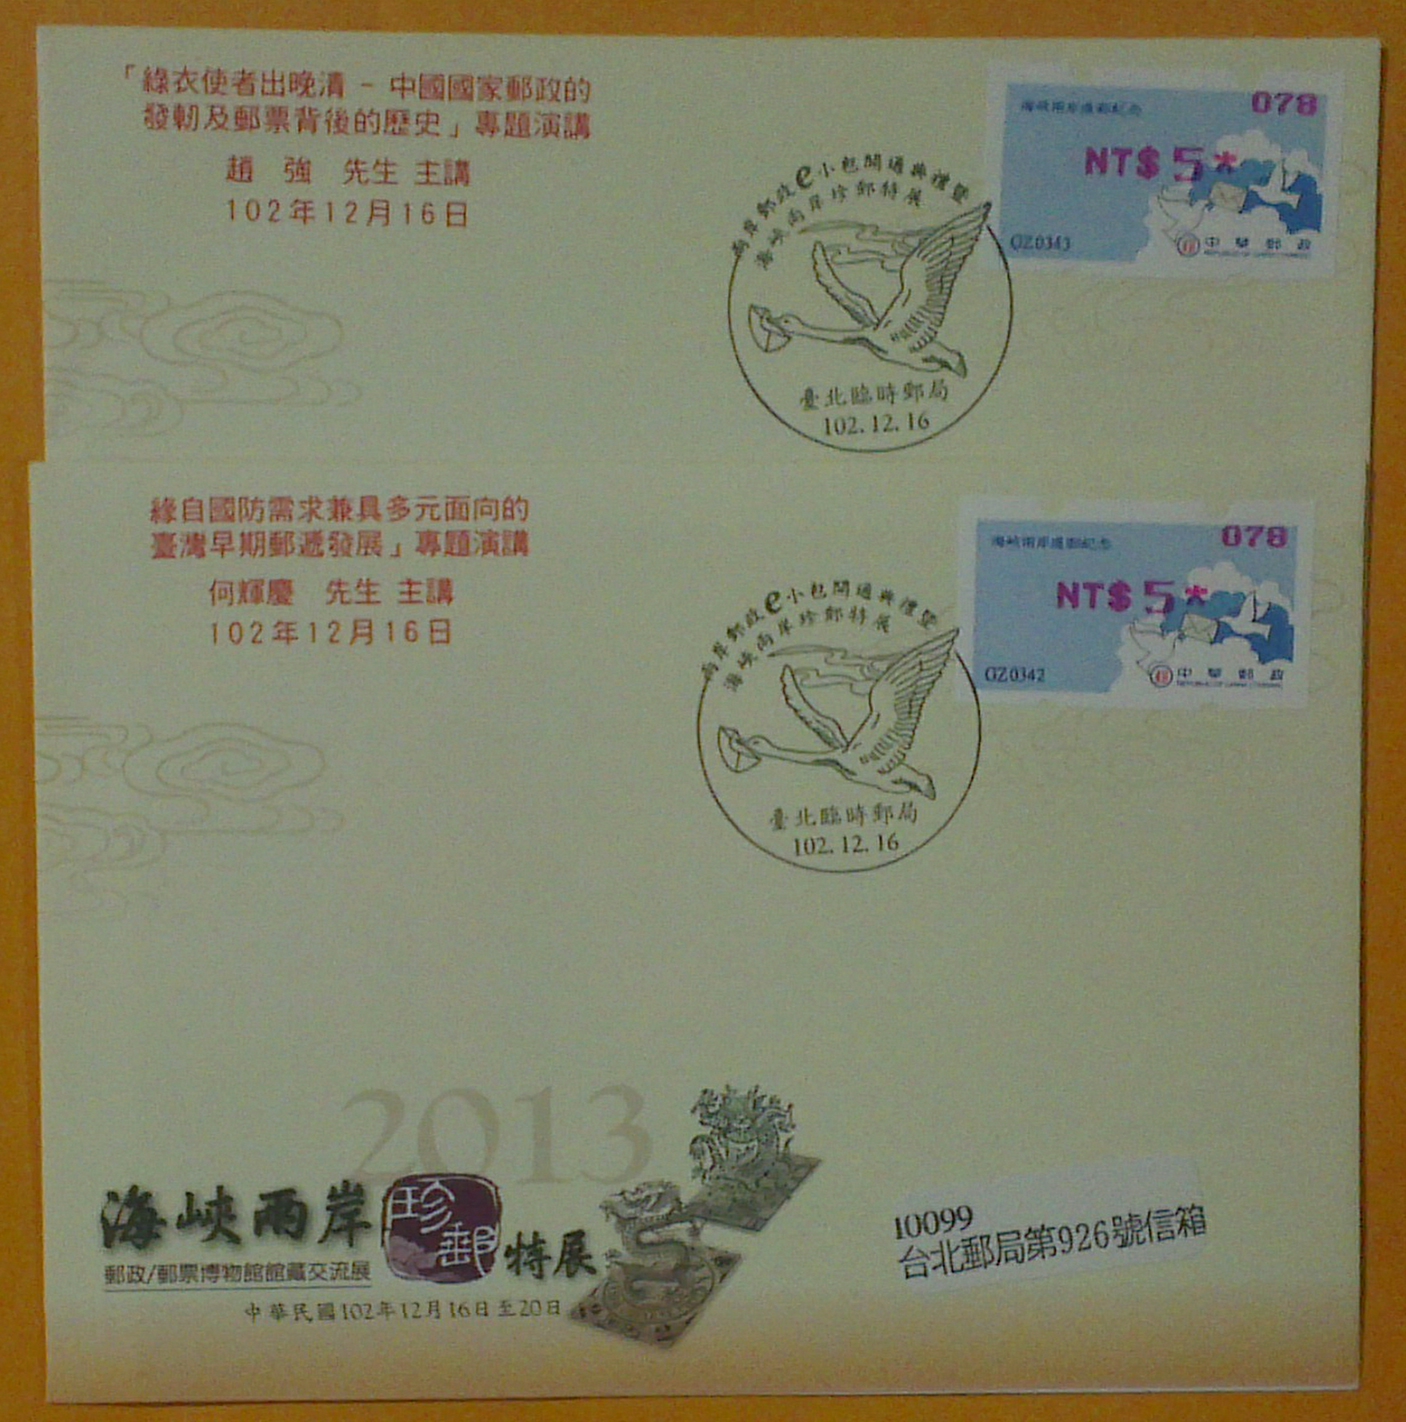 「綠衣使者出晚清 - 中國國家郵政的
發軔及郵票背後的歷史」專題演講
趙 強 先生 主講
102年12月16日
海峽兩岸通郵紀念
078
NT$ 5*
GZ0343
中華郵政
REPUBLIC OF CHINA (TAIWAN)
兩岸郵政e小包開通典禮暨
海峽兩岸珍郵特展
臺北臨時郵局
102.12.16
緣自國防需求兼具多元面向的
臺灣早期郵遞發展」專題演講
何輝慶 先生 主講
102年12月16日
海峽兩岸通郵紀念
078
NT$ 5*
GZ0342
中華郵政
REPUBLIC OF CHINA (TAIWAN)
兩岸郵政e小包開通典禮暨
海峽兩岸珍郵特展
臺北臨時郵局
102.12.16
2013
海峽兩岸珍郵特展
郵政/郵票博物館館藏交流展
中華民國102年12月16日至20日
10099
台北郵局第926號信箱